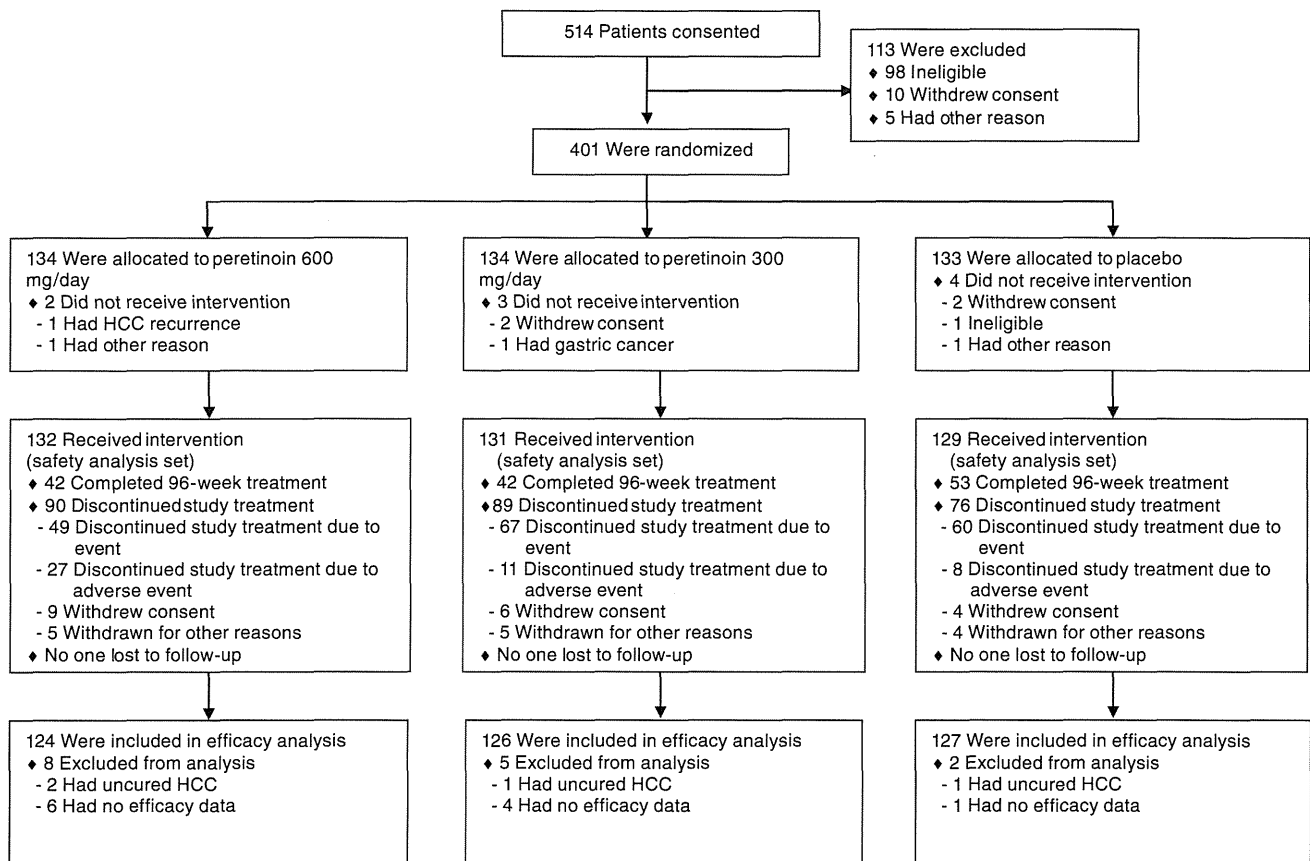 514 Patients consented
113 Were excluded
♦ 98 Ineligible
♦ 10 Withdrew consent
♦ 5 Had other reason
401 Were randomized
134 Were allocated to peretinoin 600
mg/day
♦ 2 Did not receive intervention
- 1 Had HCC recurrence
- 1 Had other reason
134 Were allocated to peretinoin 300
mg/day
♦ 3 Did not receive intervention
- 2 Withdrew consent
- 1 Had gastric cancer
133 Were allocated to placebo
♦ 4 Did not receive intervention
- 2 Withdrew consent
- 1 Ineligible
- 1 Had other reason
132 Received intervention
(safety analysis set)
♦ 42 Completed 96-week treatment
♦ 90 Discontinued study treatment
- 49 Discontinued study treatment due to
event
- 27 Discontinued study treatment due to
adverse event
- 9 Withdrew consent
- 5 Withdrawn for other reasons
♦ No one lost to follow-up
131 Received intervention
(safety analysis set)
♦ 42 Completed 96-week treatment
♦89 Discontinued study treatment
- 67 Discontinued study treatment due to
event
- 11 Discontinued study treatment due to
adverse event
- 6 Withdrew consent
- 5 Withdrawn for other reasons
♦ No one lost to follow-up
129 Received intervention
(safety analysis set)
♦ 53 Completed 96-week treatment
♦ 76 Discontinued study treatment
- 60 Discontinued study treatment due to
event
- 8 Discontinued study treatment due to
adverse event
- 4 Withdrew consent
- 4 Withdrawn for other reasons
♦ No one lost to follow-up
124 Were included in efficacy analysis
♦ 8 Excluded from analysis
- 2 Had uncured HCC
- 6 Had no efficacy data
126 Were included in efficacy analysis
♦ 5 Excluded from analysis
- 1 Had uncured HCC
- 4 Had no efficacy data
127 Were included in efficacy analysis
♦ 2 Excluded from analysis
- 1 Had uncured HCC
- 1 Had no efficacy data